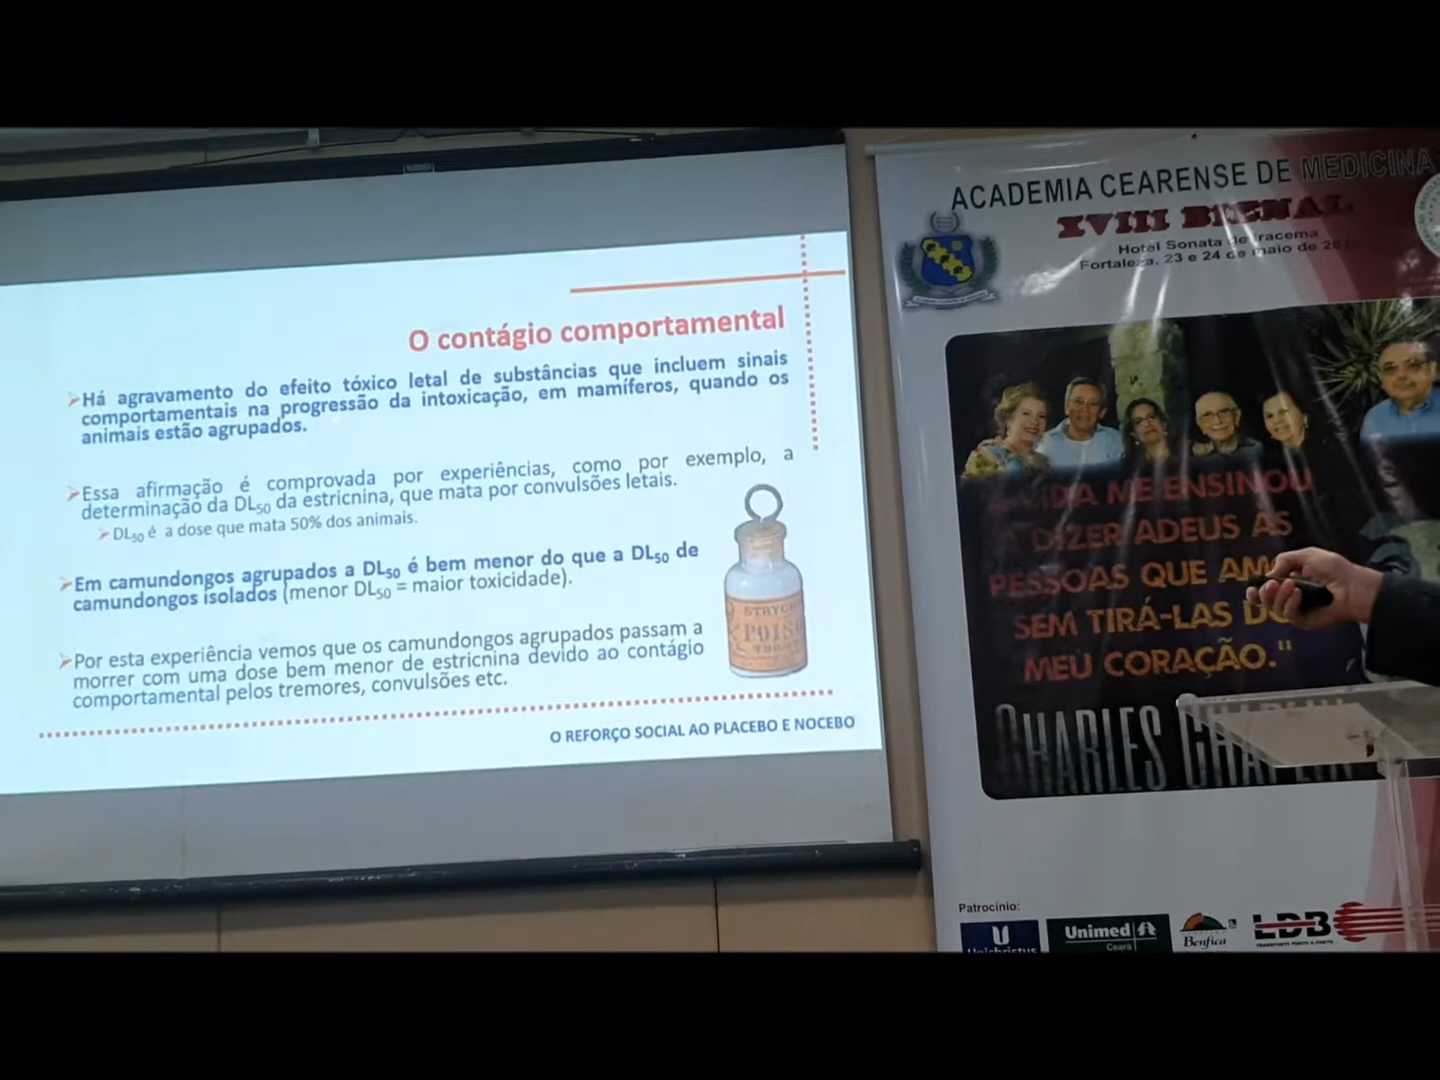 O contágio comportamental
➢Há agravamento do efeito tóxico letal de substâncias que incluem sinais
comportamentais na progressão da intoxicação, em mamíferos, quando os
animais estão agrupados.
➢Essa afirmação é comprovada por experiências, como por exemplo, a
determinação da DL50 da estricnina, que mata por convulsões letais.
➢DL50 é a dose que mata 50% dos animais.
➢Em camundongos agrupados a DL50 é bem menor do que a DL50 de
camundongos isolados (menor DL50 = maior toxicidade).
➢Por esta experiência vemos que os camundongos agrupados passam a
morrer com uma dose bem menor de estricnina devido ao contágio
comportamental pelos tremores, convulsões etc.
O REFORÇO SOCIAL AO PLACEBO E NOCEBO
ACADEMIA CEARENSE DE MEDICINA
XVIII BIENAL
Hotel Sonata de Iracema
Fortaleza, 23 e 24 de maio de
ME ENSINOU
DIZER ADEUS ÀS
PESSOAS QUE
SEM TIRÁ-LAS
MEU CORAÇÃO."
CHARLES
Patrocínio:
Unichristus
Unimed
Ceará
Benfica
LDB